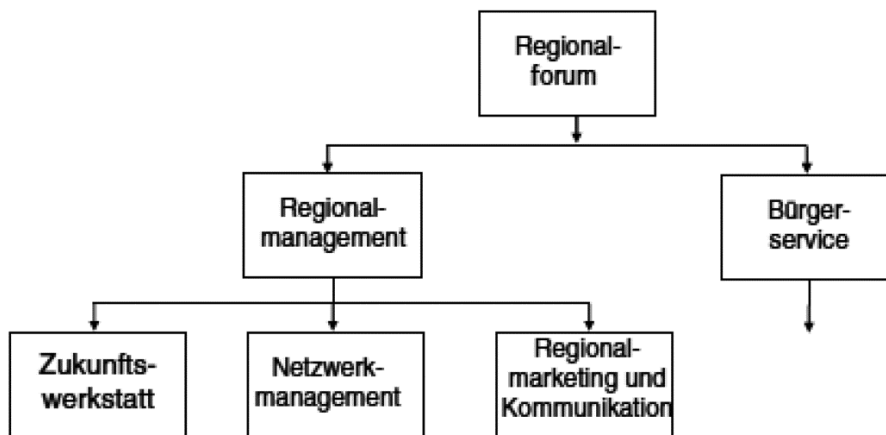 Regional-
forum
Regional-
management
Bürger-
service
Zukunfts-
werkstatt
Netzwerk-
management
Regional-
marketing und
Kommunikation